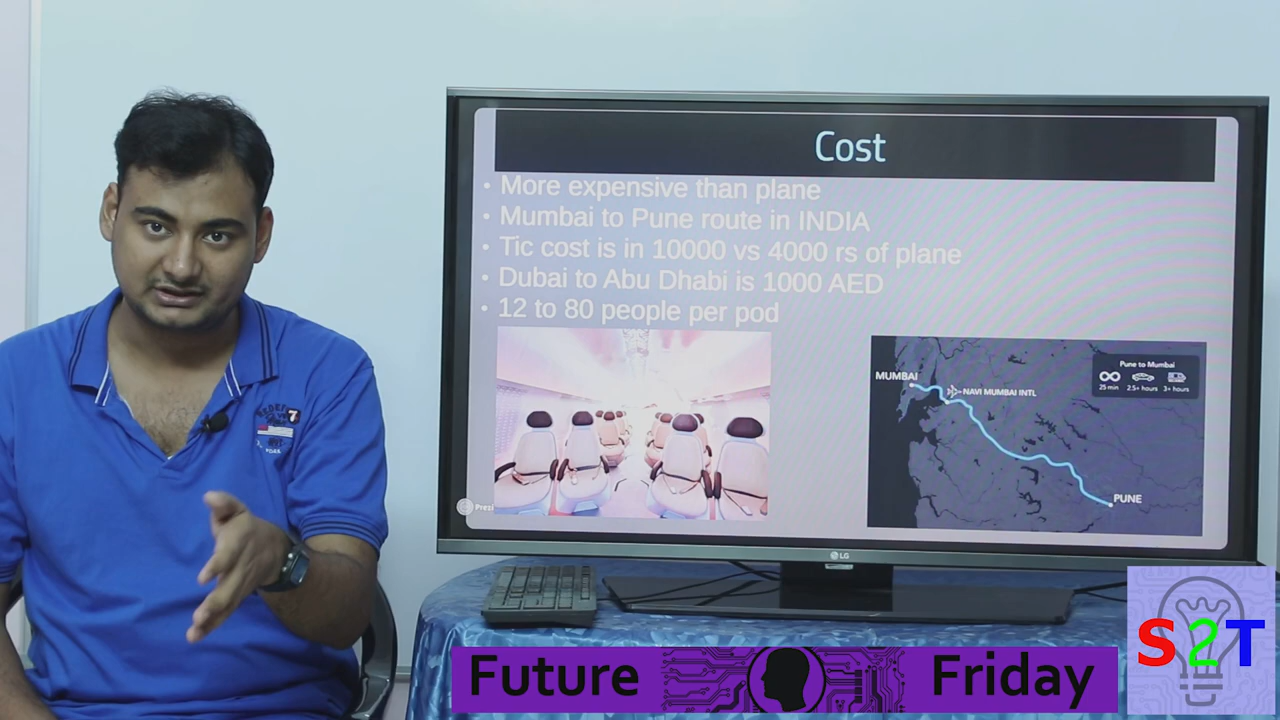 Cost
• More expensive than plane
• Mumbai to Pune route in INDIA
• Tic cost is in 10000 vs 4000 rs of plane
• Dubai to Abu Dhabi is 1000 AED
• 12 to 80 people per pod
Pune to Mumbai
25 min 2.5+ hours 3+ hours
MUMBAI
NAVI MUMBAI INTL
PUNE
Prezi
7
LG
Future Friday
S2T